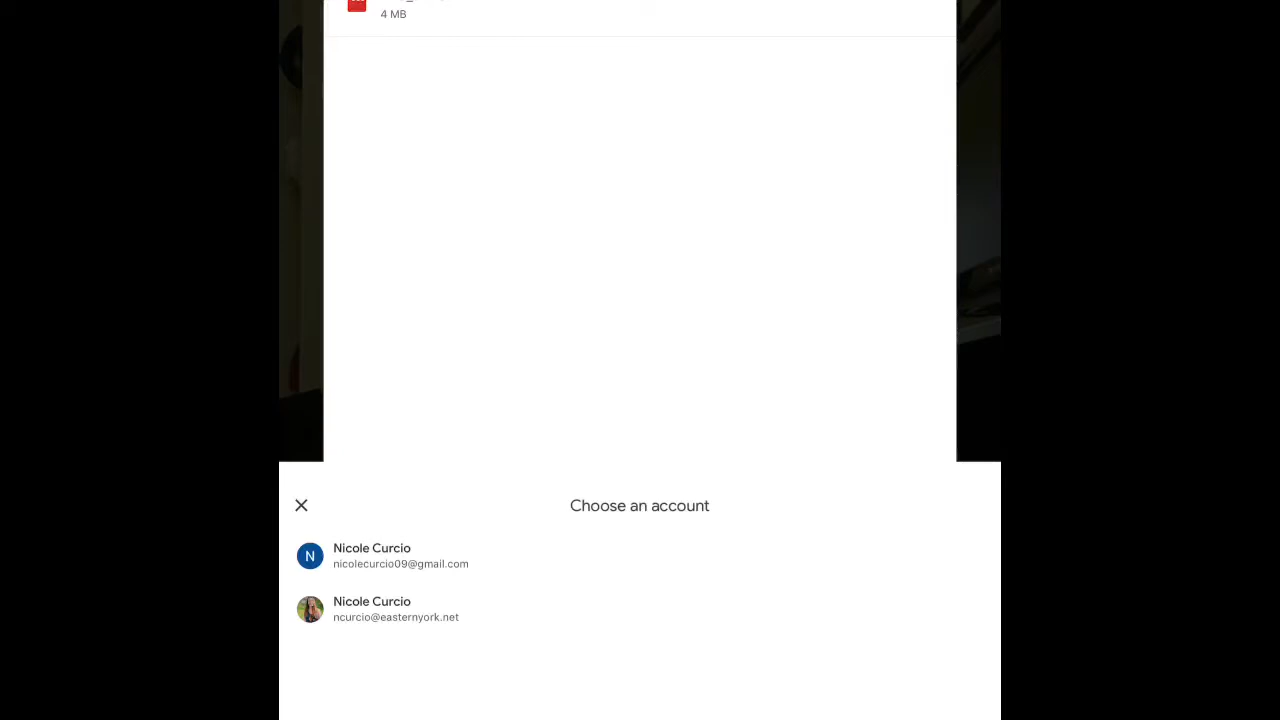 4 MB
Choose an account
N
Nicole Curcio
nicolecurcio09@gmail.com
Nicole Curcio
ncurcio@easternyork.net